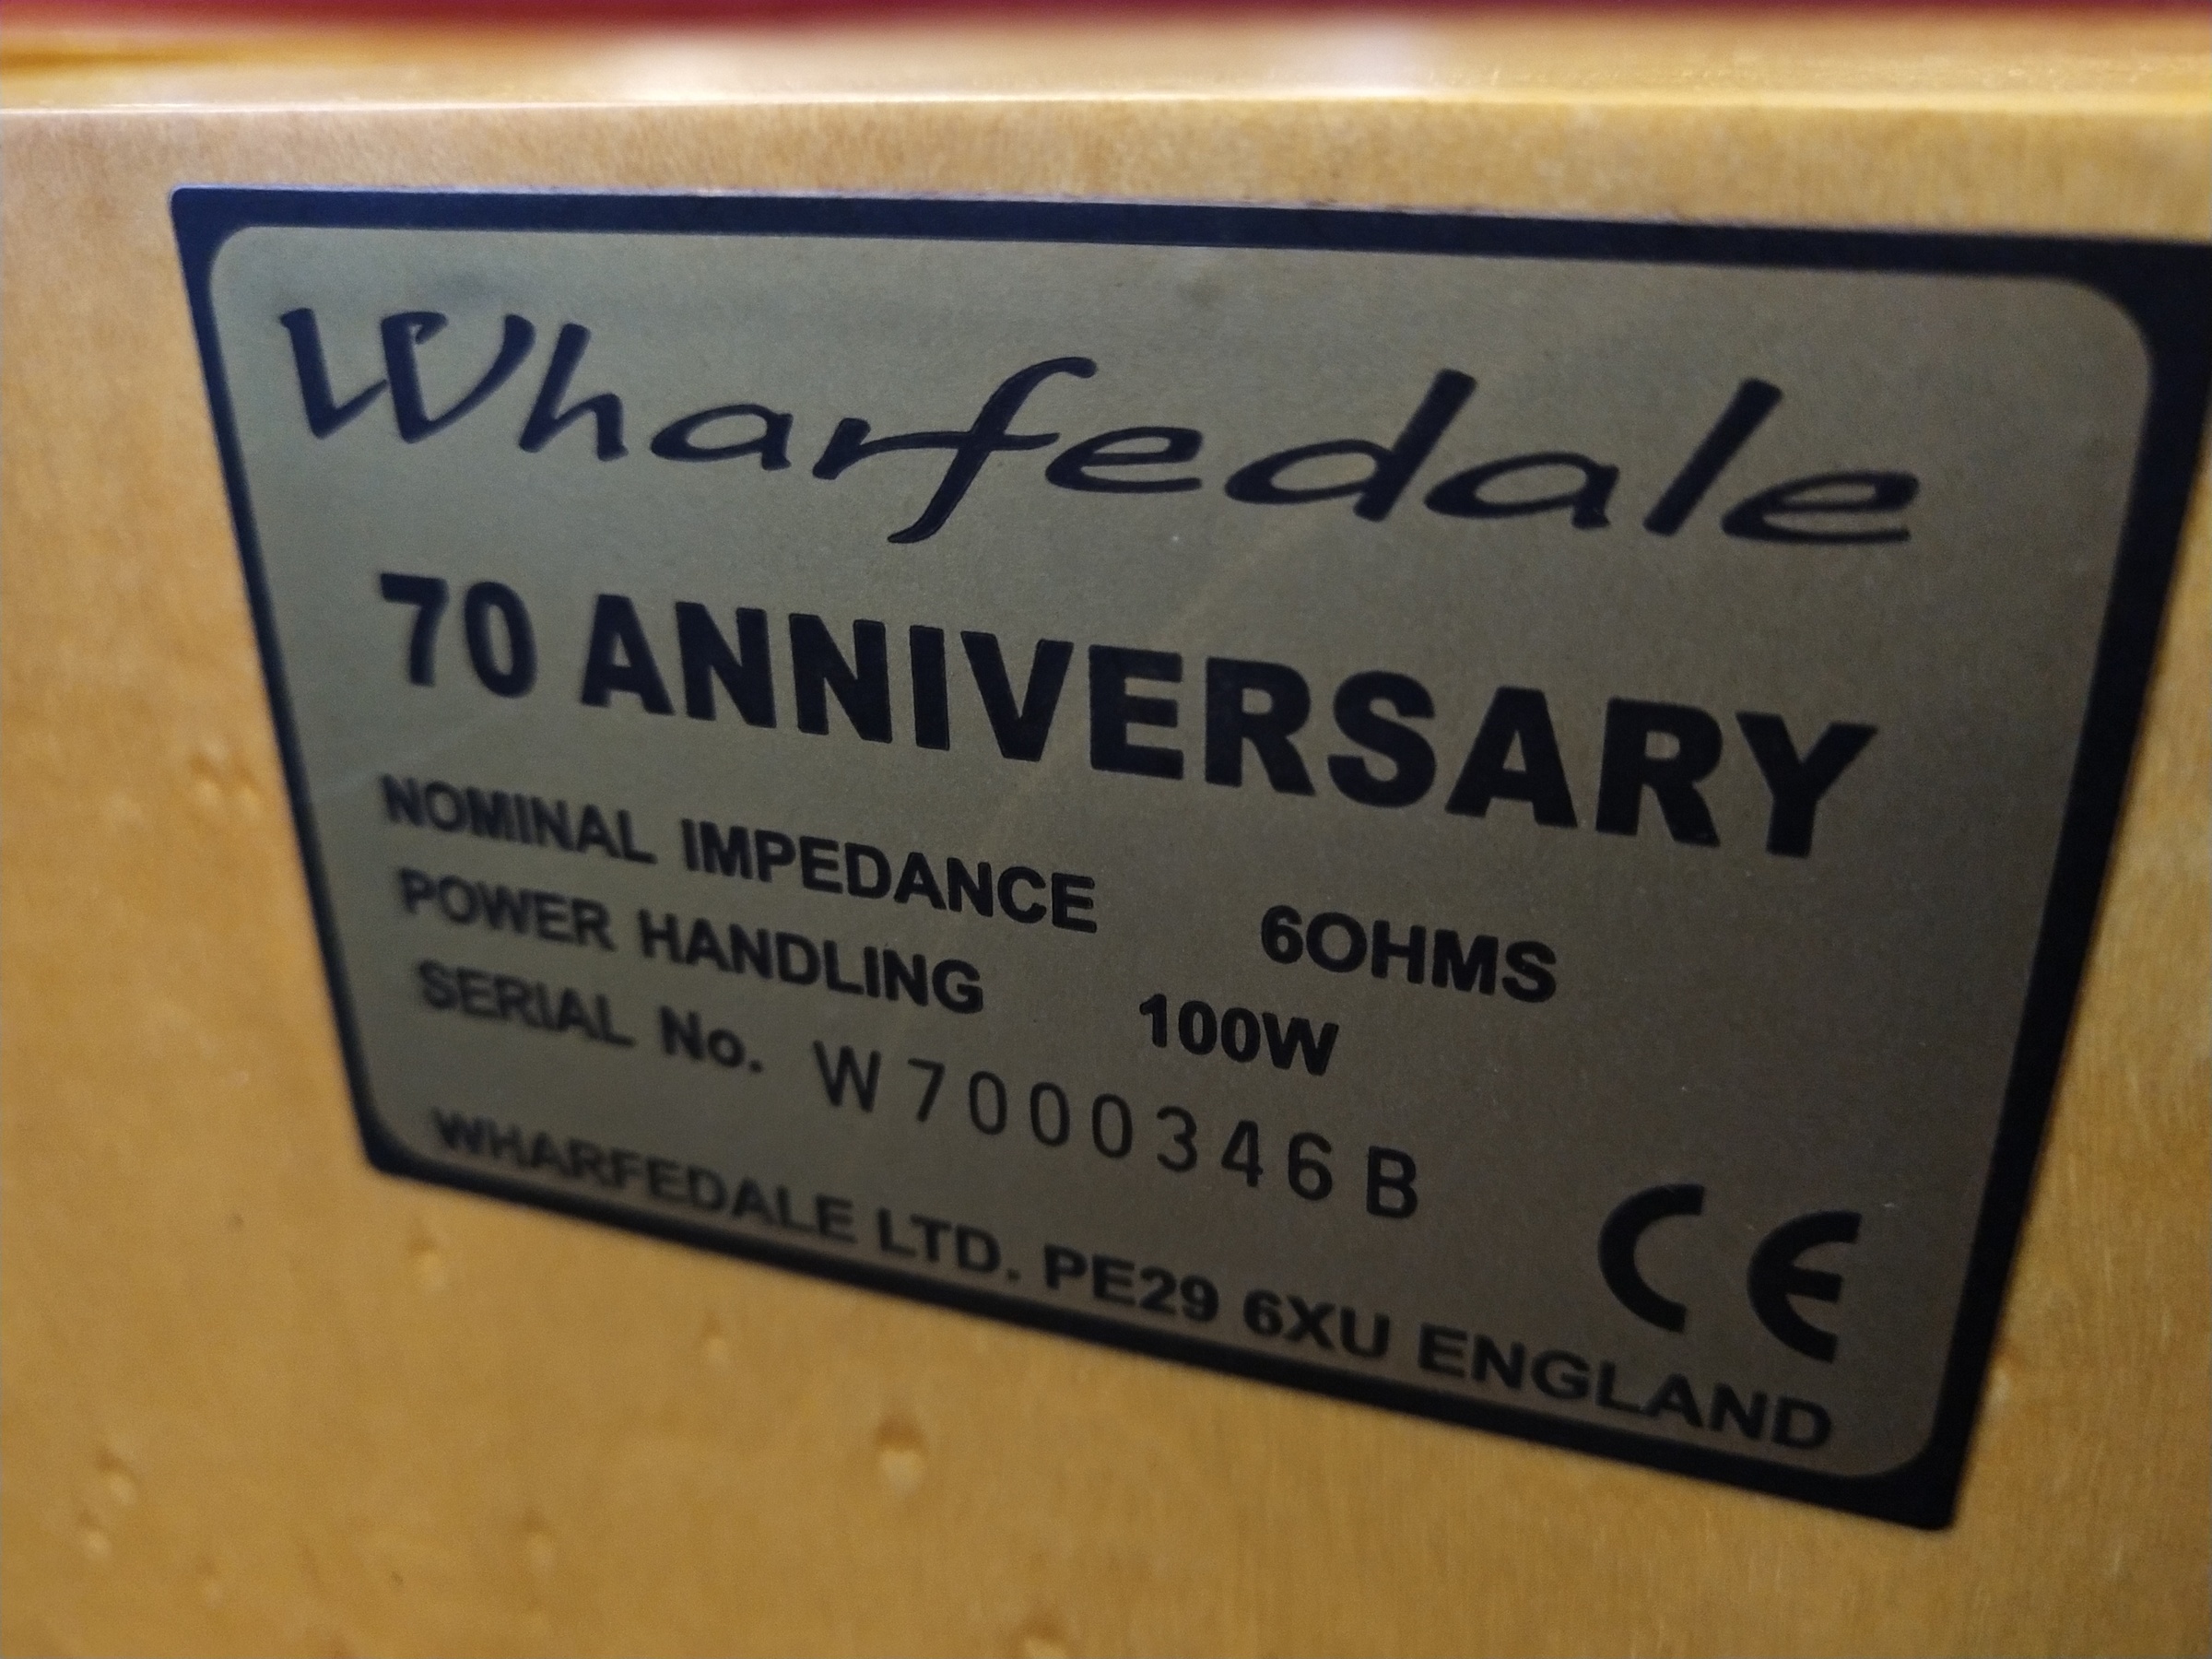 Wharfedale
70 ANNIVERSARY
NOMINAL IMPEDANCE 6OHMS
POWER HANDLING 100W
SERIAL No. W7000346B
WHARFEDALE LTD. PE29 6XU ENGLAND
CE